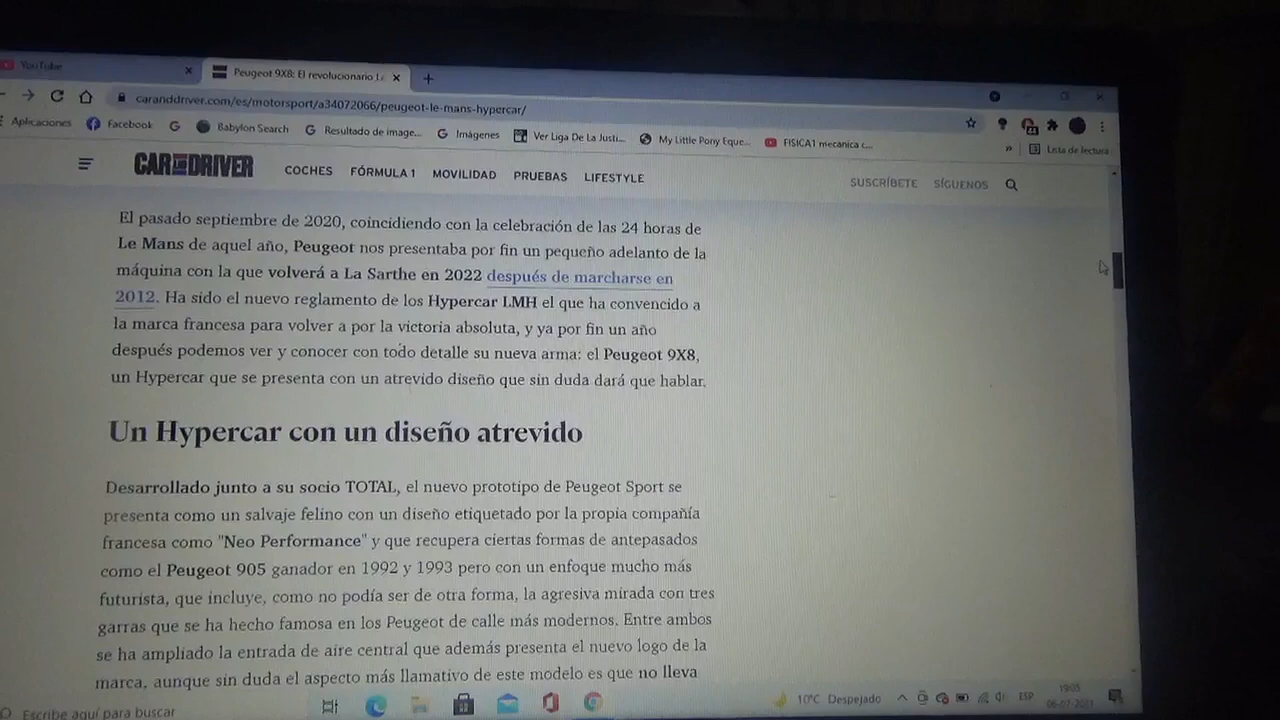 YouTube
Peugeot 9X8: El revolucionario L
caranddriver.com/es/motorsport/a34072066/peugeot-le-mans-hypercar/
Aplicaciones Facebook Babylon Search Resultado de image... Imágenes Ver Liga De La Justi... My Little Pony Eque... FISICA1 mecanica c... » Lista de lectura
CAR AND DRIVER COCHES FÓRMULA 1 MOVILIDAD PRUEBAS LIFESTYLE SUSCRÍBETE SÍGUENOS
El pasado septiembre de 2020, coincidiendo con la celebración de las 24 horas de
Le Mans de aquel año, Peugeot nos presentaba por fin un pequeño adelanto de la
máquina con la que volverá a La Sarthe en 2022 después de marcharse en
2012. Ha sido el nuevo reglamento de los Hypercar LMH el que ha convencido a
la marca francesa para volver a por la victoria absoluta, y ya por fin un año
después podemos ver y conocer con todo detalle su nueva arma: el Peugeot 9X8,
un Hypercar que se presenta con un atrevido diseño que sin duda dará que hablar.
Un Hypercar con un diseño atrevido
Desarrollado junto a su socio TOTAL, el nuevo prototipo de Peugeot Sport se
presenta como un salvaje felino con un diseño etiquetado por la propia compañía
francesa como "Neo Performance" y que recupera ciertas formas de antepasados
como el Peugeot 905 ganador en 1992 y 1993 pero con un enfoque mucho más
futurista, que incluye, como no podía ser de otra forma, la agresiva mirada con tres
garras que se ha hecho famosa en los Peugeot de calle más modernos. Entre ambos
se ha ampliado la entrada de aire central que además presenta el nuevo logo de la
marca, aunque sin duda el aspecto más llamativo de este modelo es que no lleva
Escribe aquí para buscar 10°C Despejado ESP 19:05
06-07-2021